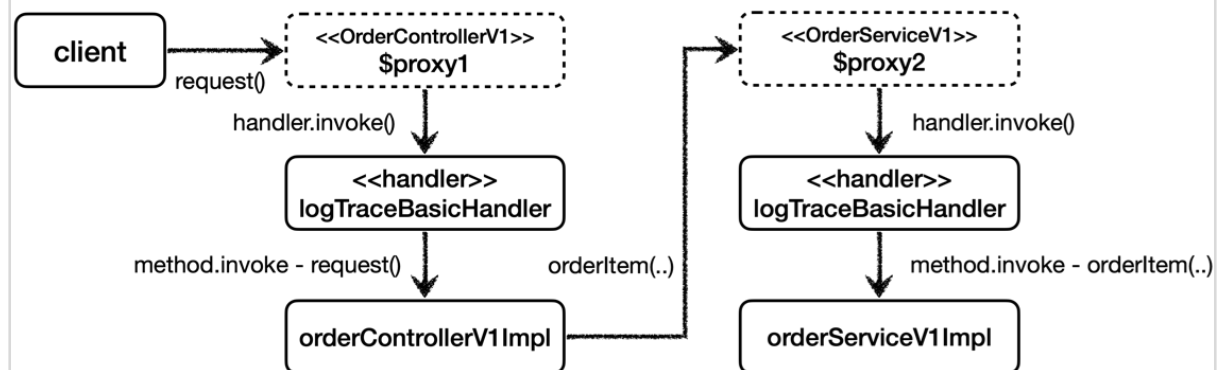 client
request()
<<OrderControllerV1>>
$proxy1
handler.invoke()
<<handler>>
logTraceBasicHandler
method.invoke - request()
orderControllerV1Impl
orderItem(..)
<<OrderServiceV1>>
$proxy2
handler.invoke()
<<handler>>
logTraceBasicHandler
method.invoke - orderItem(..)
orderServiceV1Impl